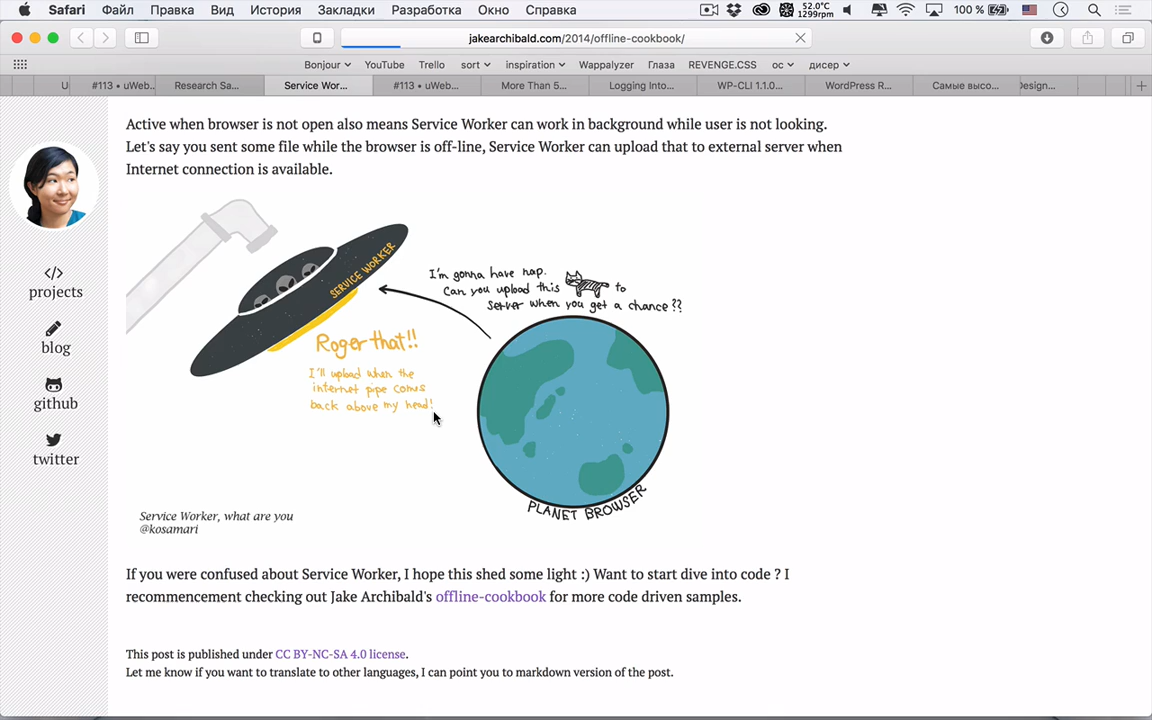 Safari Файл Правка Вид История Закладки Разработка Окно Справка 52.0°C 1299rpm 100 %
jakearchibald.com/2014/offline-cookbook/
Bonjour YouTube Trello sort inspiration Wappalyzer Глаза REVENGE.CSS ос дисер
U #113 • uWeb... Research Sa... Service Wor... #113 • uWeb... More Than 5... Logging Into... WP-CLI 1.1.0... WordPress R... Самые высо... Design...
Active when browser is not open also means Service Worker can work in background while user is not looking.
Let's say you sent some file while the browser is off-line, Service Worker can upload that to external server when
Internet connection is available.
SERVICE WORKER
I'm gonna have nap.
Can you upload this to
server when you get a chance??
Roger that!!
I'll upload when the
internet pipe coms
back above my head!
PLANET BROWSER
</> projects
blog
github
twitter
Service Worker, what are you
@kosamari
If you were confused about Service Worker, I hope this shed some light :) Want to start dive into code ? I
recommencement checking out Jake Archibald's offline-cookbook for more code driven samples.
This post is published under CC BY-NC-SA 4.0 license.
Let me know if you want to translate to other languages, I can point you to markdown version of the post.